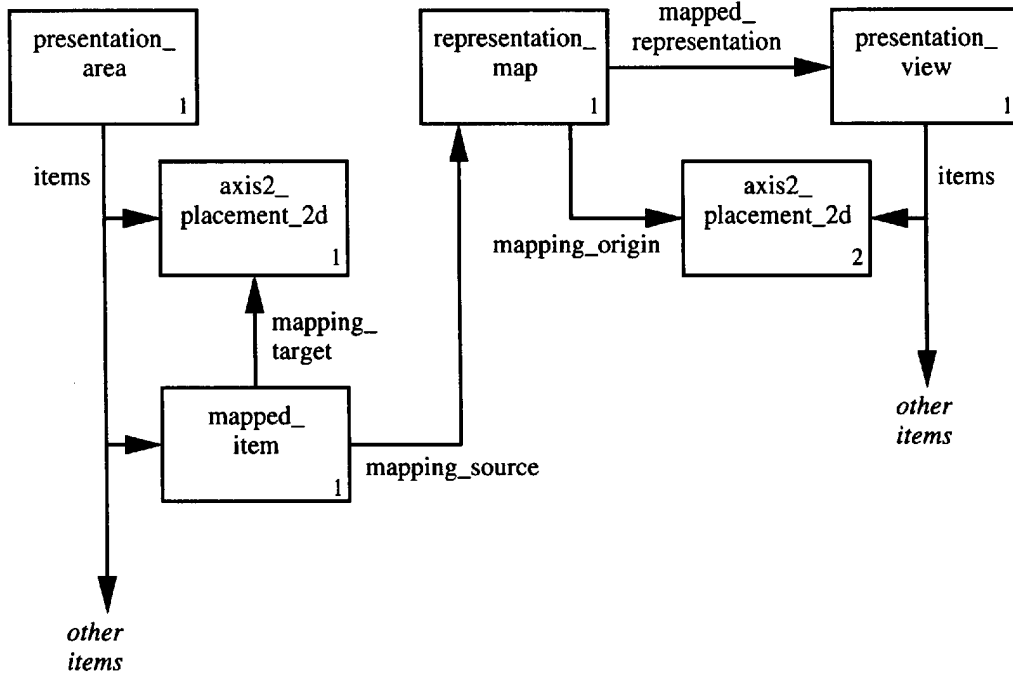 presentation_
area
1
items
axis2_
placement_2d
1
mapping_
target
mapped_
item
1
mapping_source
other
items
representation_
map
1
mapped_
representation
presentation_
view
1
mapping_origin
axis2_
placement_2d
2
items
other
items